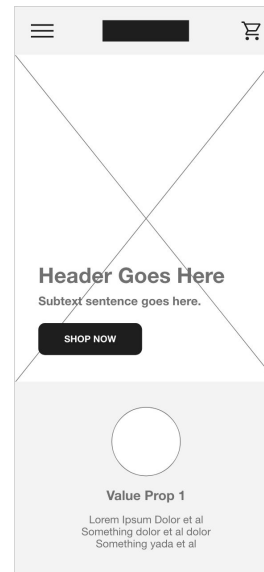 Header Goes Here
Subtext sentence goes here.
SHOP NOW
Value Prop 1
Lorem Ipsum Dolor et al
Something dolor et al dolor
Something yada et al